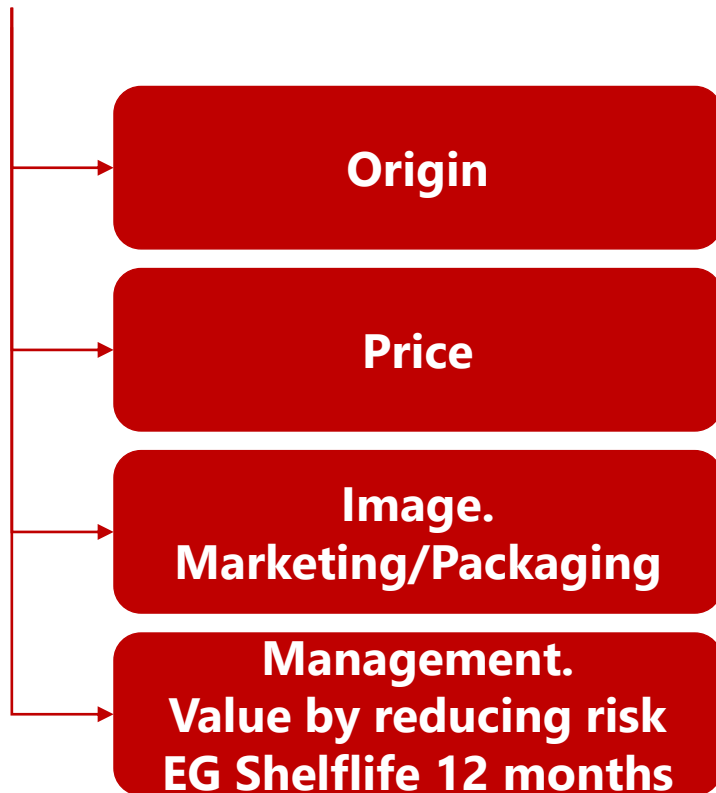 Origin
Price
Image.
Marketing/Packaging
Management.
Value by reducing risk
EG Shelflife 12 months